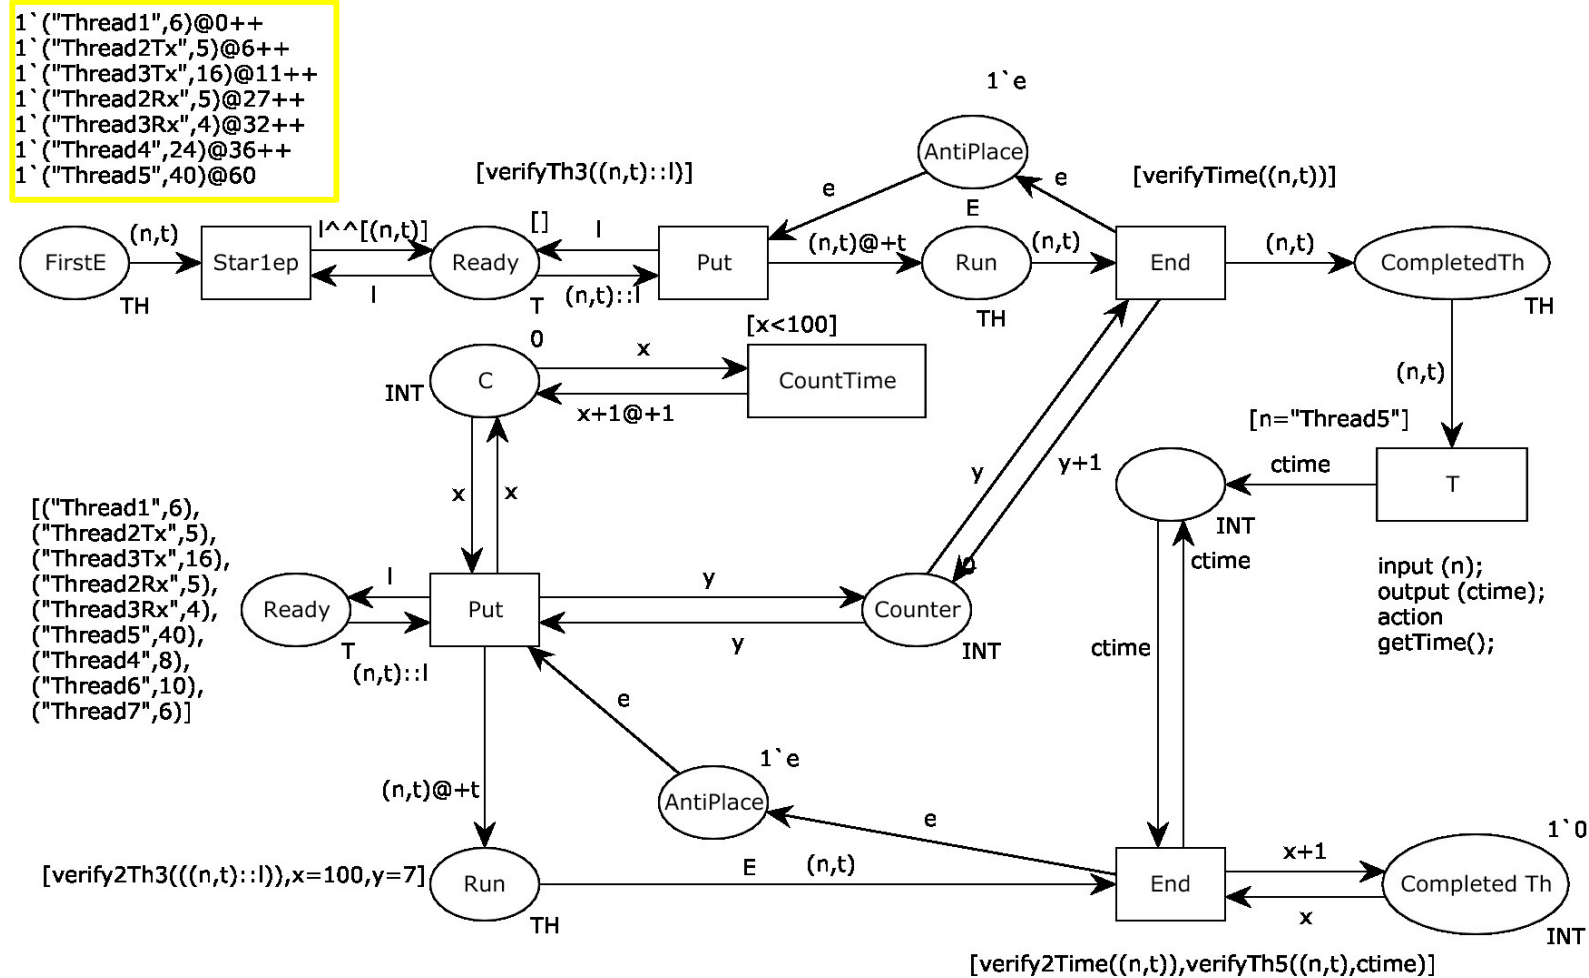 1`("Thread1",6)@0++
1`("Thread2Tx",5)@6++
1`("Thread3Tx",16)@11++
1`("Thread2Rx",5)@27++
1`("Thread3Rx",4)@32++
1`("Thread4",24)@36++
1`("Thread5",40)@60
1`e
AntiPlace
[verifyTh3((n,t)::l)]
[verifyTime((n,t))]
e
e
E
[]
(n,t)
l^^[(n,t)]
l
(n,t)@+t
(n,t)
(n,t)
FirstE
Star1ep
Ready
Put
Run
End
CompletedTh
l
(n,t)::l
TH
T
TH
TH
0
[x<100]
x
C
CountTime
INT
x+1@+1
(n,t)
[n="Thread5"]
y
y+1
ctime
T
x
x
INT
[("Thread1",6),
("Thread2Tx",5),
("Thread3Tx",16),
("Thread2Rx",5),
("Thread3Rx",4),
("Thread5",40),
("Thread4",8),
("Thread6",10),
("Thread7",6)]
ctime
input (n);
output (ctime);
action
getTime();
l
y
0
Ready
Put
Counter
T
(n,t)::l
y
INT
ctime
e
1`e
(n,t)@+t
AntiPlace
e
1`0
x+1
[verify2Th3(((n,t)::l)),x=100,y=7]
Run
E
(n,t)
End
Completed Th
TH
x
INT
[verify2Time((n,t)),verifyTh5((n,t),ctime)]